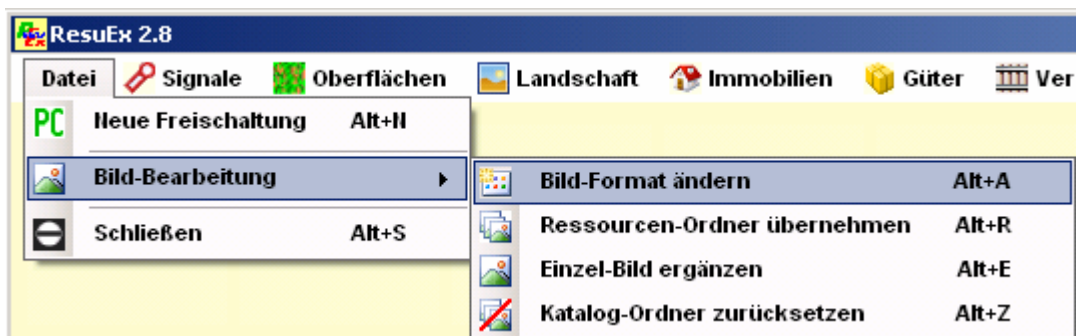 ResuEx 2.8
Datei Signale Oberflächen Landschaft Immobilien Güter Ver
PC Neue Freischaltung Alt+N
Bild-Bearbeitung
Bild-Format ändern Alt+A
Ressourcen-Ordner übernehmen Alt+R
Schließen Alt+S
Einzel-Bild ergänzen Alt+E
Katalog-Ordner zurücksetzen Alt+Z